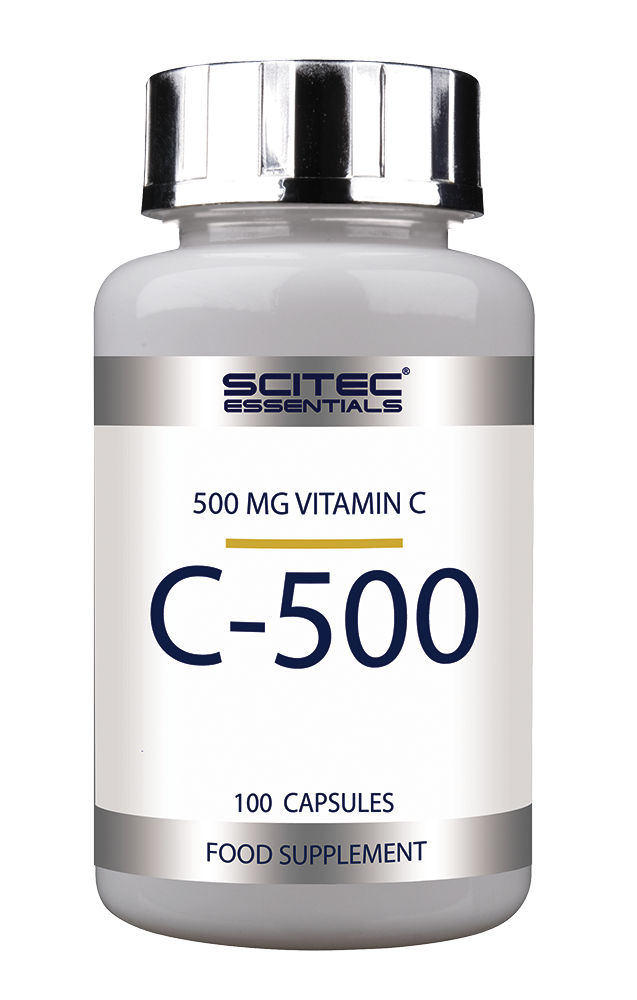 SCITEC®
ESSENTIALS
500 MG VITAMIN C
C-500
100 CAPSULES
FOOD SUPPLEMENT